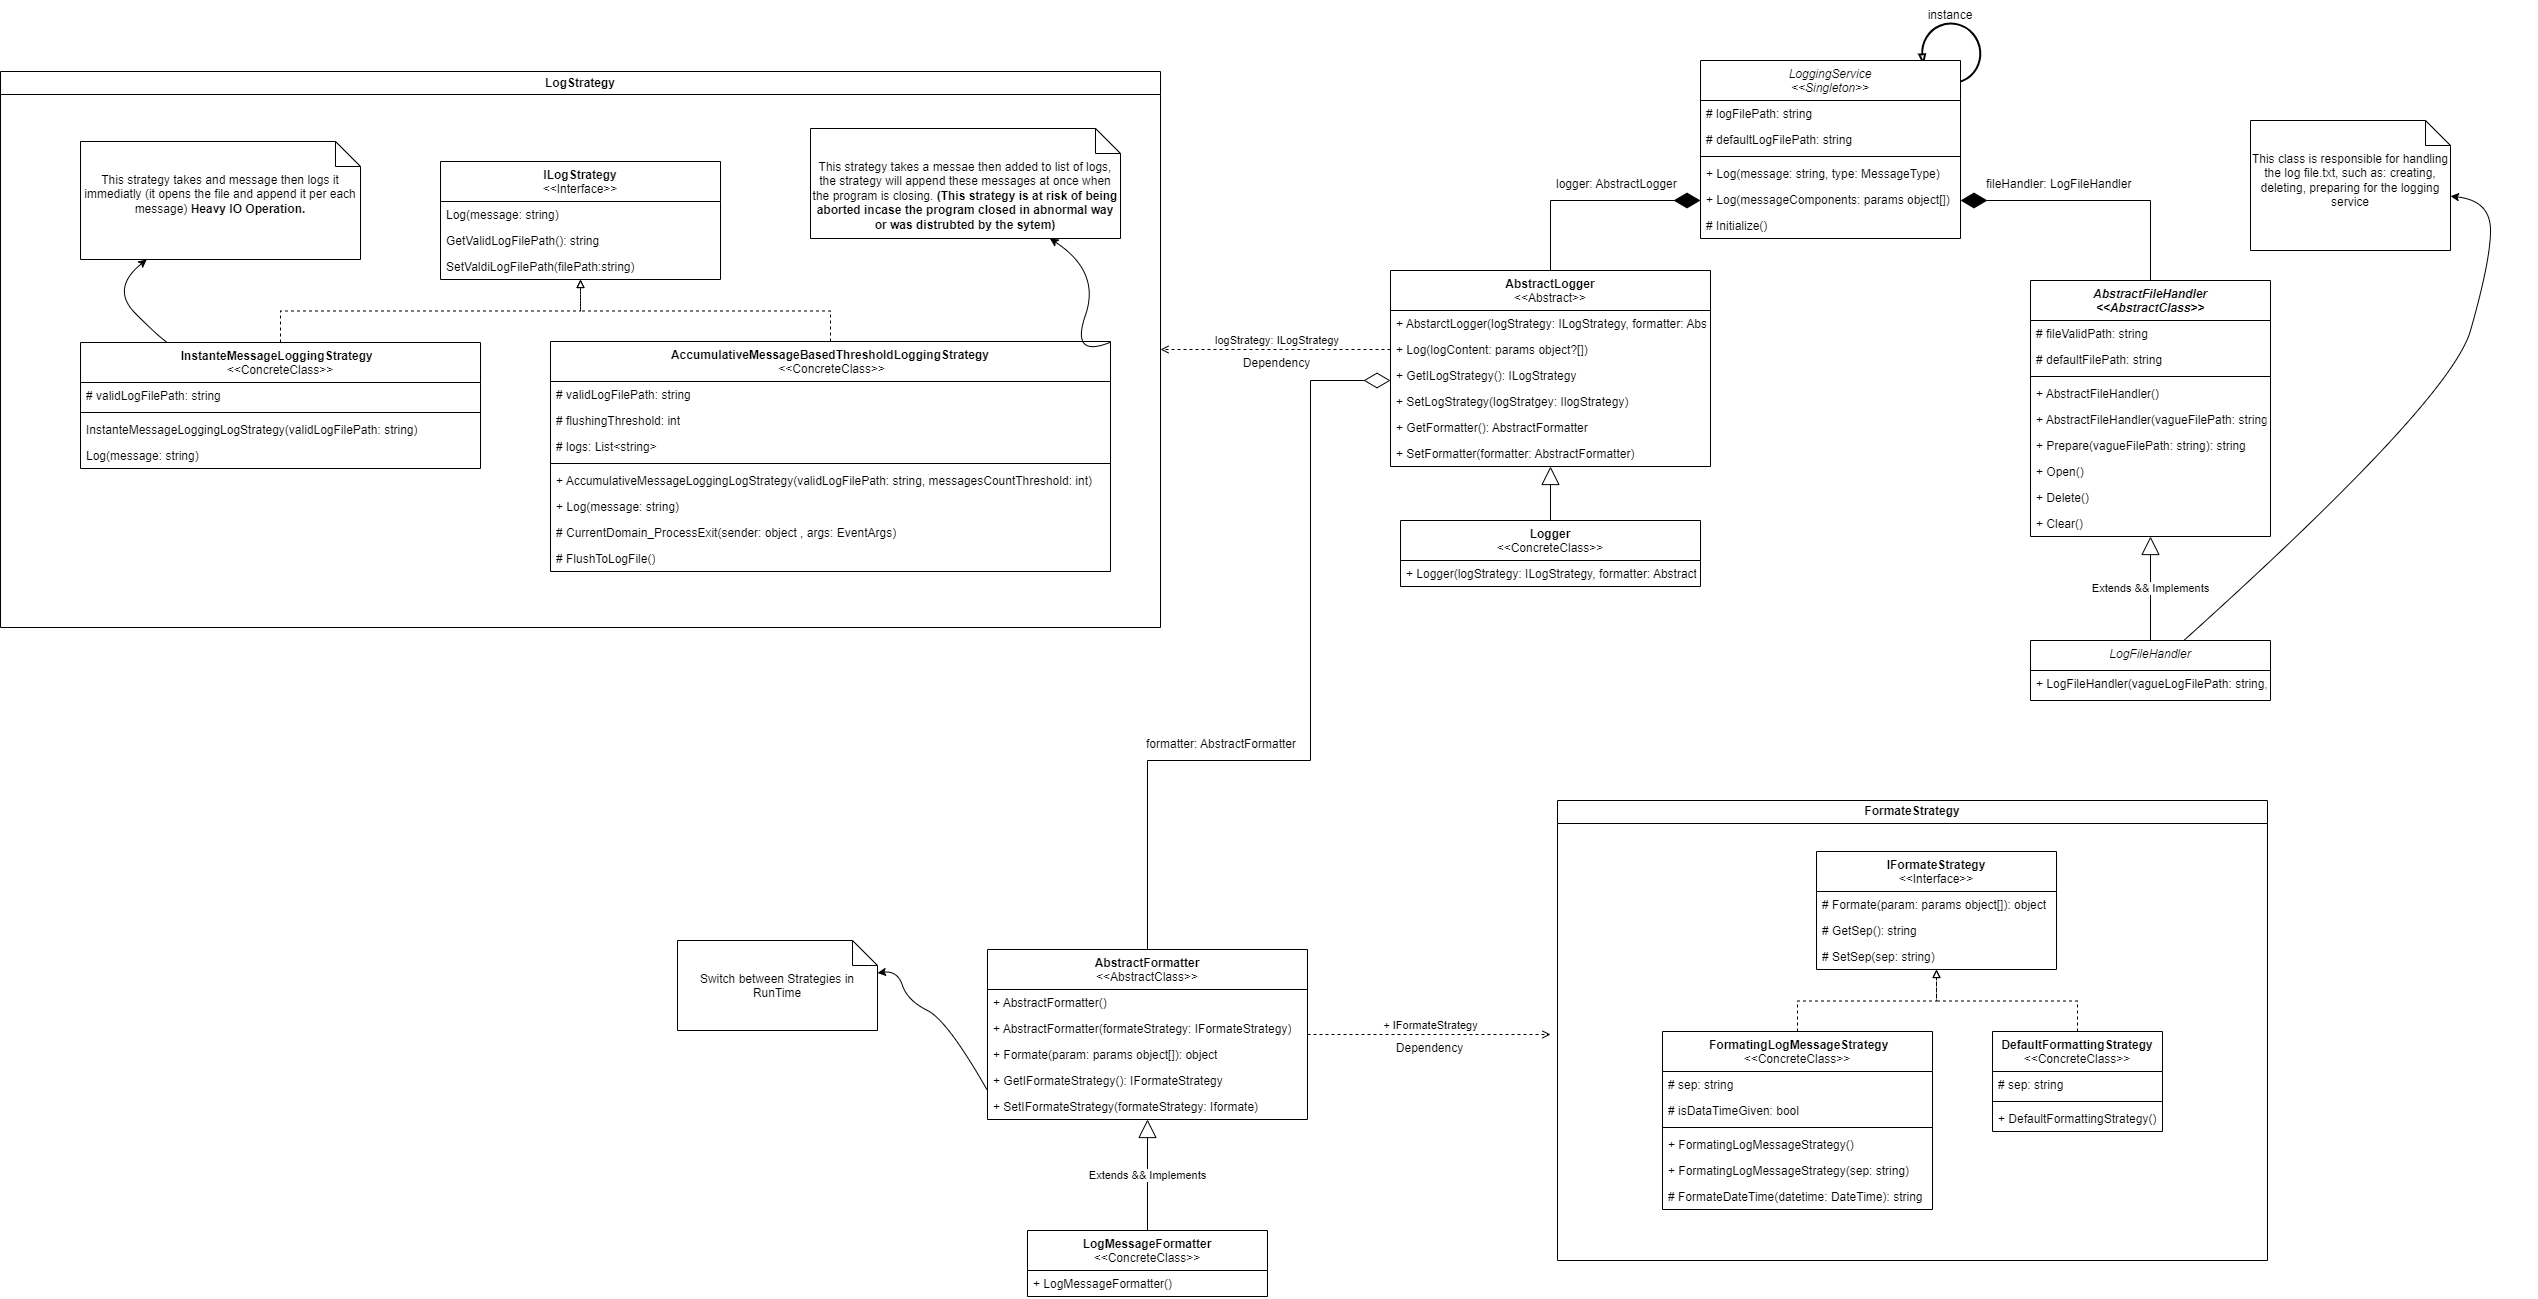 instance
LoggingService
<<Singleton>>
# logFilePath: string
# defaultLogFilePath: string
+ Log(message: string, type: MessageType)
+ Log(messageComponents: params object[])
# Initialize()
logger: AbstractLogger
fileHandler: LogFileHandler
This class is responsible for handling
the log file.txt, such as: creating,
deleting, preparing for the logging
service
LogStrategy
This strategy takes and message then logs it
immediatly (it opens the file and append it per each
message) Heavy IO Operation.
ILogStrategy
<<Interface>>
Log(message: string)
GetValidLogFilePath(): string
SetValdiLogFilePath(filePath:string)
This strategy takes a messae then added to list of logs,
the strategy will append these messages at once when
the program is closing. (This strategy is at risk of being
aborted incase the program closed in abnormal way
or was distrubted by the sytem)
InstanteMessageLoggingStrategy
<<ConcreteClass>>
# validLogFilePath: string
InstanteMessageLoggingLogStrategy(validLogFilePath: string)
Log(message: string)
AccumulativeMessageBasedThresholdLoggingStrategy
<<ConcreteClass>>
# validLogFilePath: string
# flushingThreshold: int
# logs: List<string>
+ AccumulativeMessageLoggingLogStrategy(validLogFilePath: string, messagesCountThreshold: int)
+ Log(message: string)
# CurrentDomain_ProcessExit(sender: object , args: EventArgs)
# FlushToLogFile()
logStrategy: ILogStrategy
Dependency
AbstractLogger
<<Abstract>>
+ AbstarctLogger(logStrategy: ILogStrategy, formatter: Abs
+ Log(logContent: params object?[])
+ GetILogStrategy(): ILogStrategy
+ SetLogStrategy(logStratgey: IlogStrategy)
+ GetFormatter(): AbstractFormatter
+ SetFormatter(formatter: AbstractFormatter)
Logger
<<ConcreteClass>>
+ Logger(logStrategy: ILogStrategy, formatter: Abstract
AbstractFileHandler
<<AbstractClass>>
# fileValidPath: string
# defaultFilePath: string
+ AbstractFileHandler()
+ AbstractFileHandler(vagueFilePath: string
+ Prepare(vagueFilePath: string): string
+ Open()
+ Delete()
+ Clear()
Extends && Implements
LogFileHandler
+ LogFileHandler(vagueLogFilePath: string,
formatter: AbstractFormatter
Switch between Strategies in
RunTime
AbstractFormatter
<<AbstractClass>>
+ AbstractFormatter()
+ AbstractFormatter(formateStrategy: IFormateStrategy)
+ Formate(param: params object[]): object
+ GetIFormateStrategy(): IFormateStrategy
+ SetIFormateStrategy(formateStrategy: Iformate)
Extends && Implements
LogMessageFormatter
<<ConcreteClass>>
+ LogMessageFormatter()
+ IFormateStrategy
Dependency
FormateStrategy
IFormateStrategy
<<Interface>>
# Formate(param: params object[]): object
# GetSep(): string
# SetSep(sep: string)
FormatingLogMessageStrategy
<<ConcreteClass>>
# sep: string
# isDataTimeGiven: bool
+ FormatingLogMessageStrategy()
+ FormatingLogMessageStrategy(sep: string)
# FormateDateTime(datetime: DateTime): string
DefaultFormattingStrategy
<<ConcreteClass>>
# sep: string
+ DefaultFormattingStrategy()